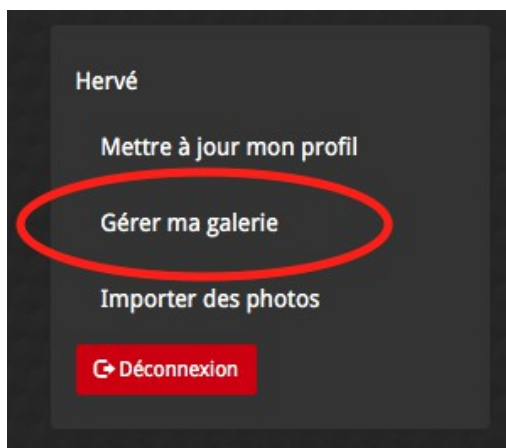 Hervé
Mettre à jour mon profil
Gérer ma galerie
Importer des photos
Déconnexion